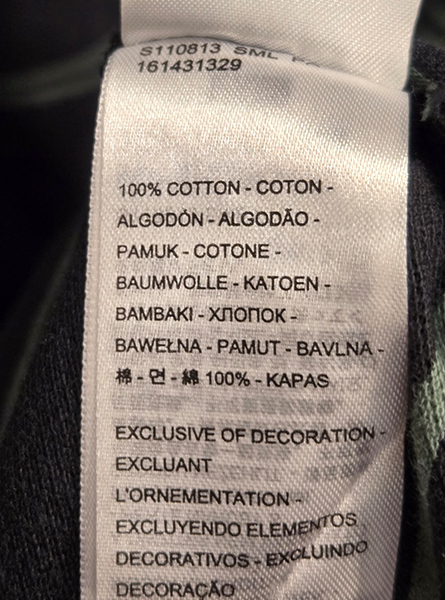 S110813 SML
161431329
100% COTTON - COTON -
ALGODÓN - ALGODÃO -
PAMUK - COTONE -
BAUMWOLLE - KATOEN -
BAMBAKI - ХЛОПОК -
BAWEŁNA - PAMUT - BAVLNA -
棉 - 면 - 綿 100% - KAPAS
EXCLUSIVE OF DECORATION -
EXCLUANT
L'ORNEMENTATION -
EXCLUYENDO ELEMENTOS
DECORATIVOS - EXCLUINDO
DECORAÇÃO